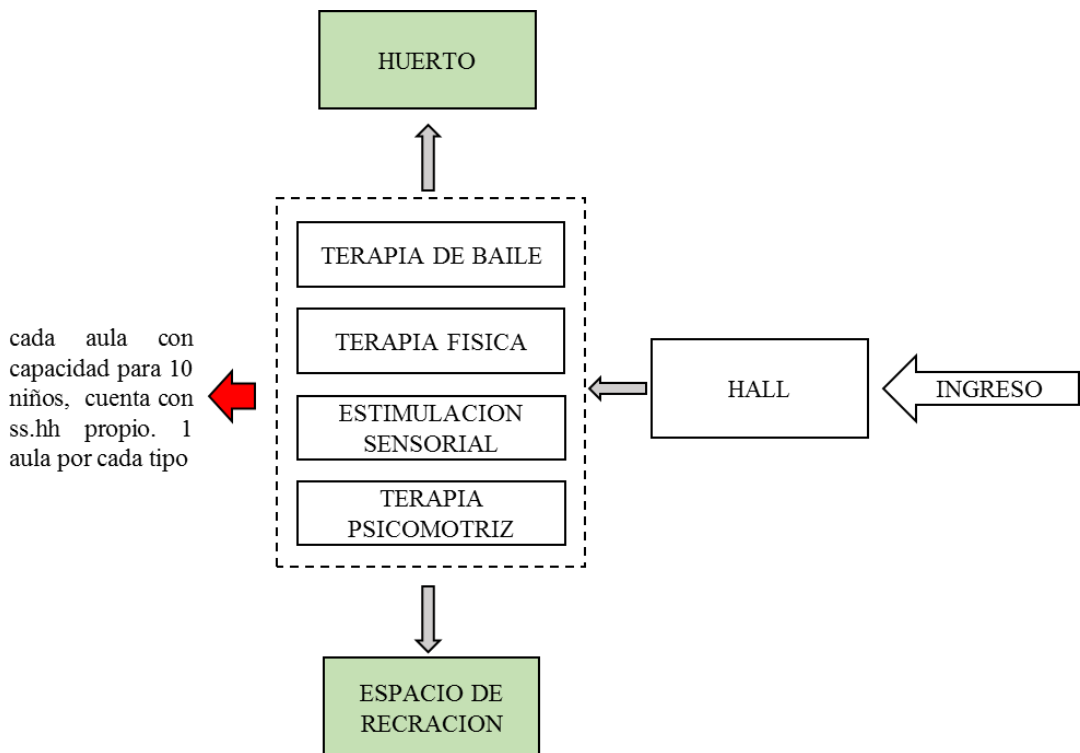 HUERTO
TERAPIA DE BAILE
TERAPIA FISICA
ESTIMULACION
SENSORIAL
TERAPIA
PSICOMOTRIZ
cada aula con
capacidad para 10
niños, cuenta con
ss.hh propio. 1
aula por cada tipo
HALL
INGRESO
ESPACIO DE
RECRACION